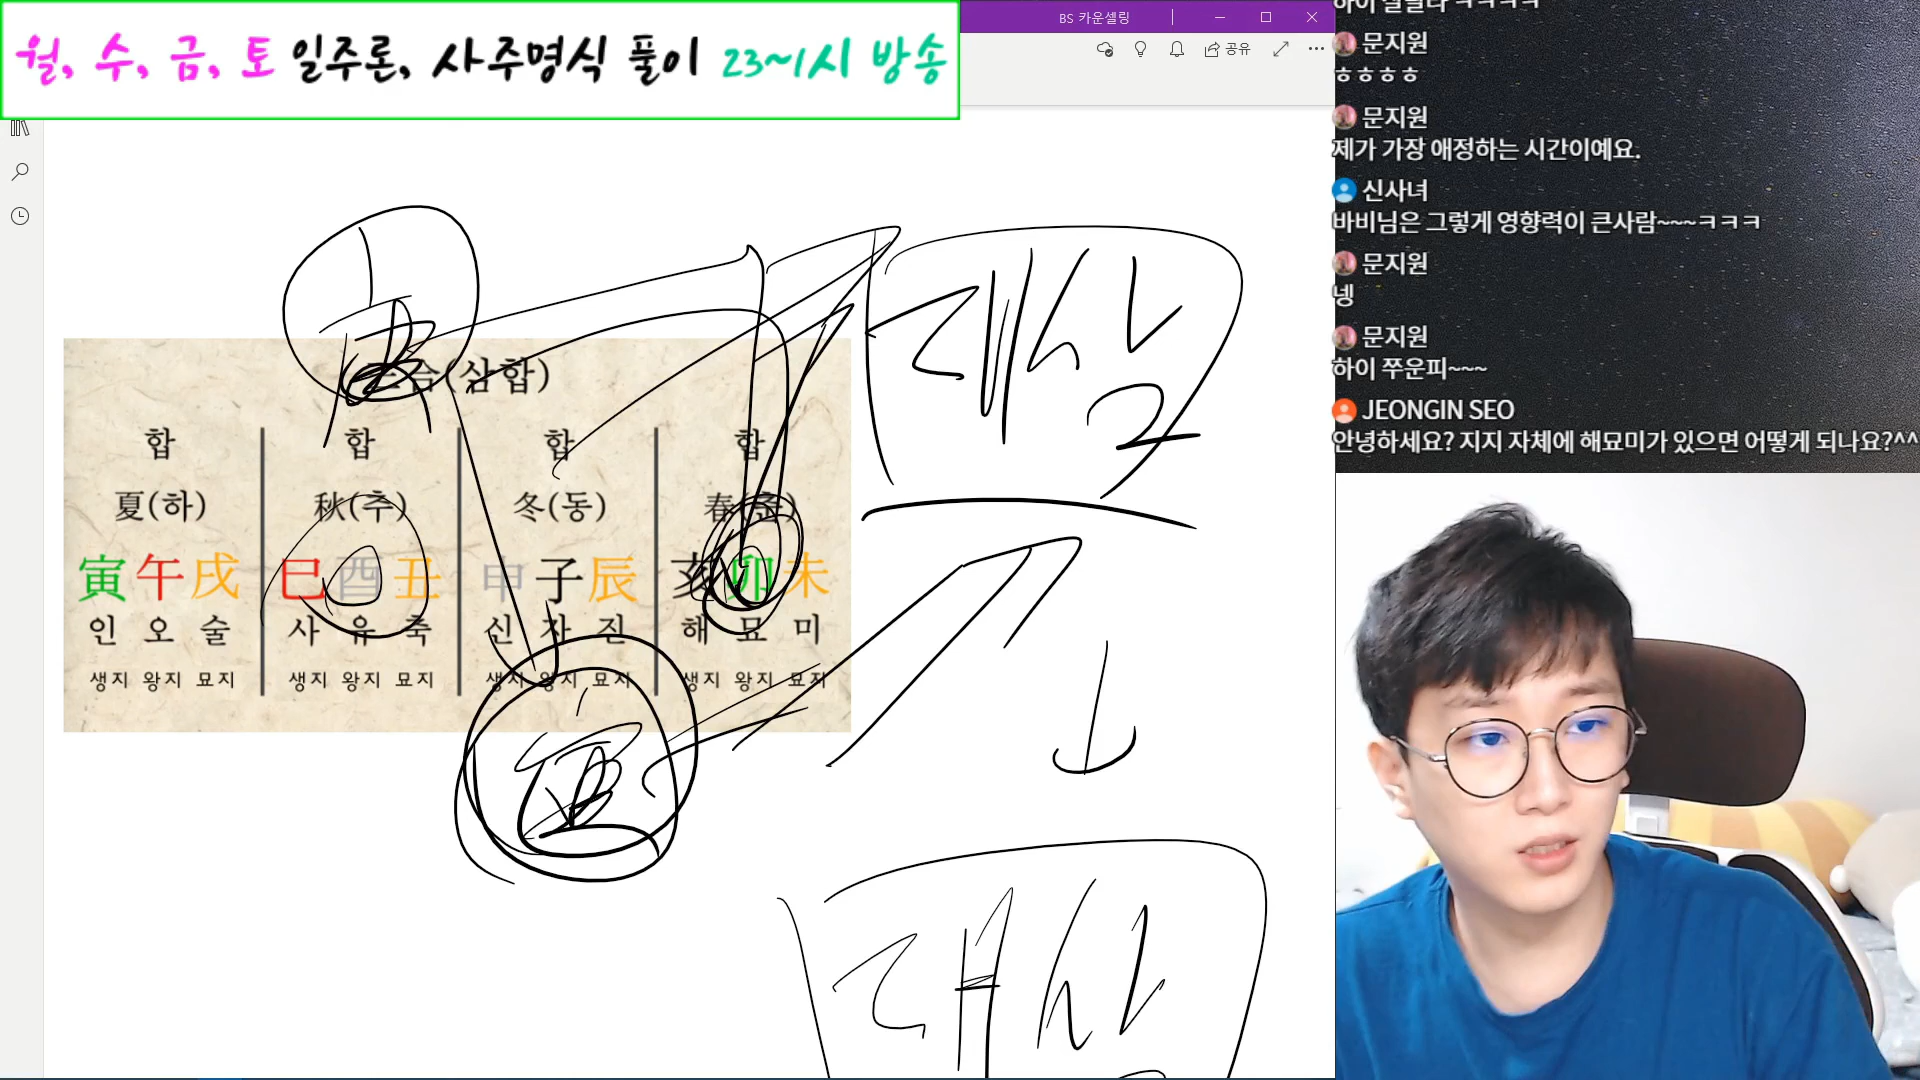 월, 수, 금, 토 일주론, 사주명식 풀이 23~1시 방송
BS 카운셀링
공유
合(삼합)
합 합 합 합
夏(하) 秋(추) 冬(동) 春(춘)
寅午戌 巳酉丑 申子辰 亥卯未
인 오 술 사 유 축 신 자 진 해 묘 미
생지 왕지 묘지 생지 왕지 묘지 생지 왕지 묘지 생지 왕지 묘지
문지원
ㅎㅎㅎㅎ
문지원
제가 가장 애정하는 시간이예요.
신사녀
바비님은 그렇게 영향력이 큰사람~~~ㅋㅋㅋ
문지원
넹
문지원
하이 쭈운피~~~
JEONGIN SEO
안녕하세요? 지지 자체에 해묘미가 있으면 어떻게 되나요?^^